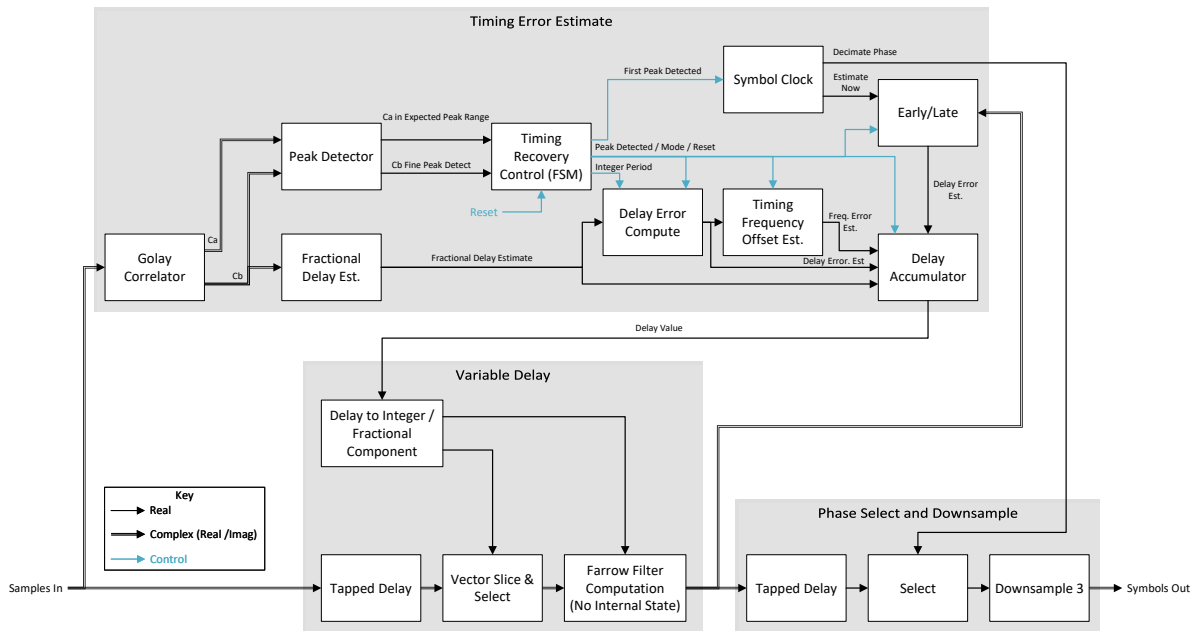 Timing Error Estimate
Decimate Phase
First Peak Detected
Symbol Clock
Estimate
Now
Early/Late
Ca in Expected Peak Range
Peak Detector
Timing
Recovery
Control (FSM)
Peak Detected / Mode / Reset
Cb Fine Peak Detect
Integer Period
Delay Error
Est.
Reset
Delay Error
Compute
Timing
Frequency
Offset Est.
Freq. Error
Est.
Ca
Golay
Correlator
Cb
Fractional
Delay Est.
Fractional Delay Estimate
Delay Error. Est
Delay
Accumulator
Delay Value
Variable Delay
Delay to Integer /
Fractional
Component
Key
Real
Complex (Real /Imag)
Control
Phase Select and Downsample
Samples In
Tapped Delay
Vector Slice &
Select
Farrow Filter
Computation
(No Internal State)
Tapped Delay
Select
Downsample 3
Symbols Out